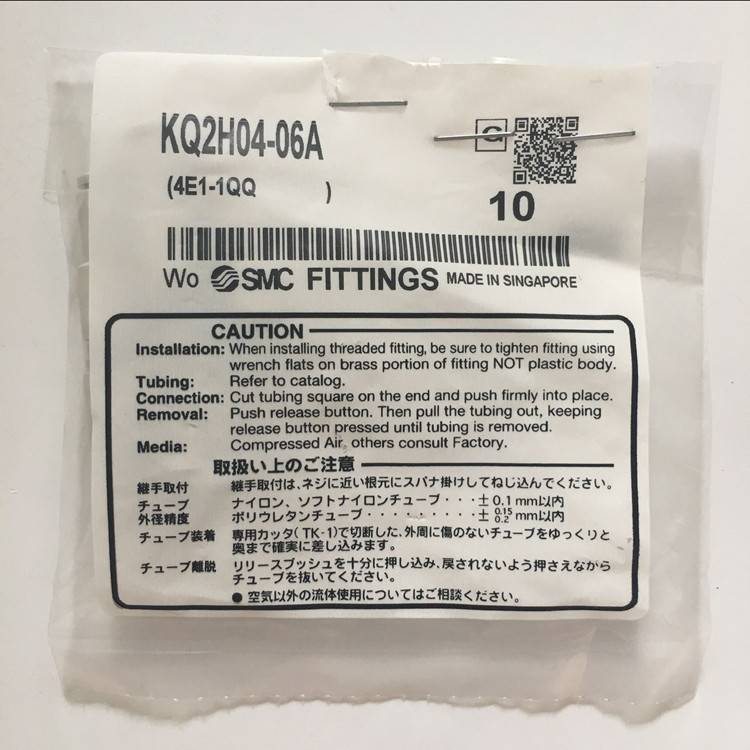 KQ2H04-06A
G
(4E1-1QQ )
10
Wo SMC FITTINGS MADE IN SINGAPORE
CAUTION
Installation: When installing threaded fitting, be sure to tighten fitting using
wrench flats on brass portion of fitting NOT plastic body.
Tubing: Refer to catalog.
Connection: Cut tubing square on the end and push firmly into place.
Removal: Push release button. Then pull the tubing out, keeping
release button pressed until tubing is removed.
Media: Compressed Air, others consult Factory.
取扱い上のご注意
継手取付 継手取付は、ネジに近い根元にスパナ掛けしてねじ込んでください。
チューブ ナイロン、ソフトナイロンチューブ・・・± 0.1 mm以内
外径精度 ポリウレタンチューブ・・・・・・・・・± 0.15 0.2 mm以内
チューブ装着 専用カッタ(TK-1)で切断した、外周に傷のないチューブをゆっくりと
奥まで確実に差し込みます。
チューブ離脱 リリースプッシュを十分に押し込み、戻されないよう押さえながら
チューブを抜いてください。
● 空気以外の流体使用についてはご相談ください。